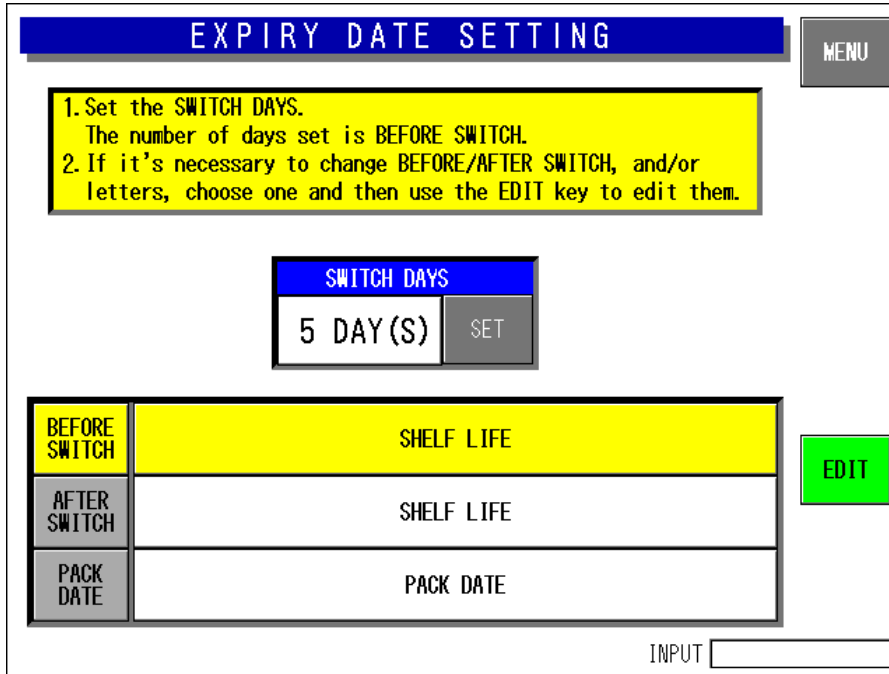 EXPIRY DATE SETTING
MENU
1. Set the SWITCH DAYS.
The number of days set is BEFORE SWITCH.
2. If it's necessary to change BEFORE/AFTER SWITCH, and/or
letters, choose one and then use the EDIT key to edit them.
SWITCH DAYS
5 DAY(S)
SET
BEFORE
SWITCH
SHELF LIFE
EDIT
AFTER
SWITCH
SHELF LIFE
PACK
DATE
PACK DATE
INPUT